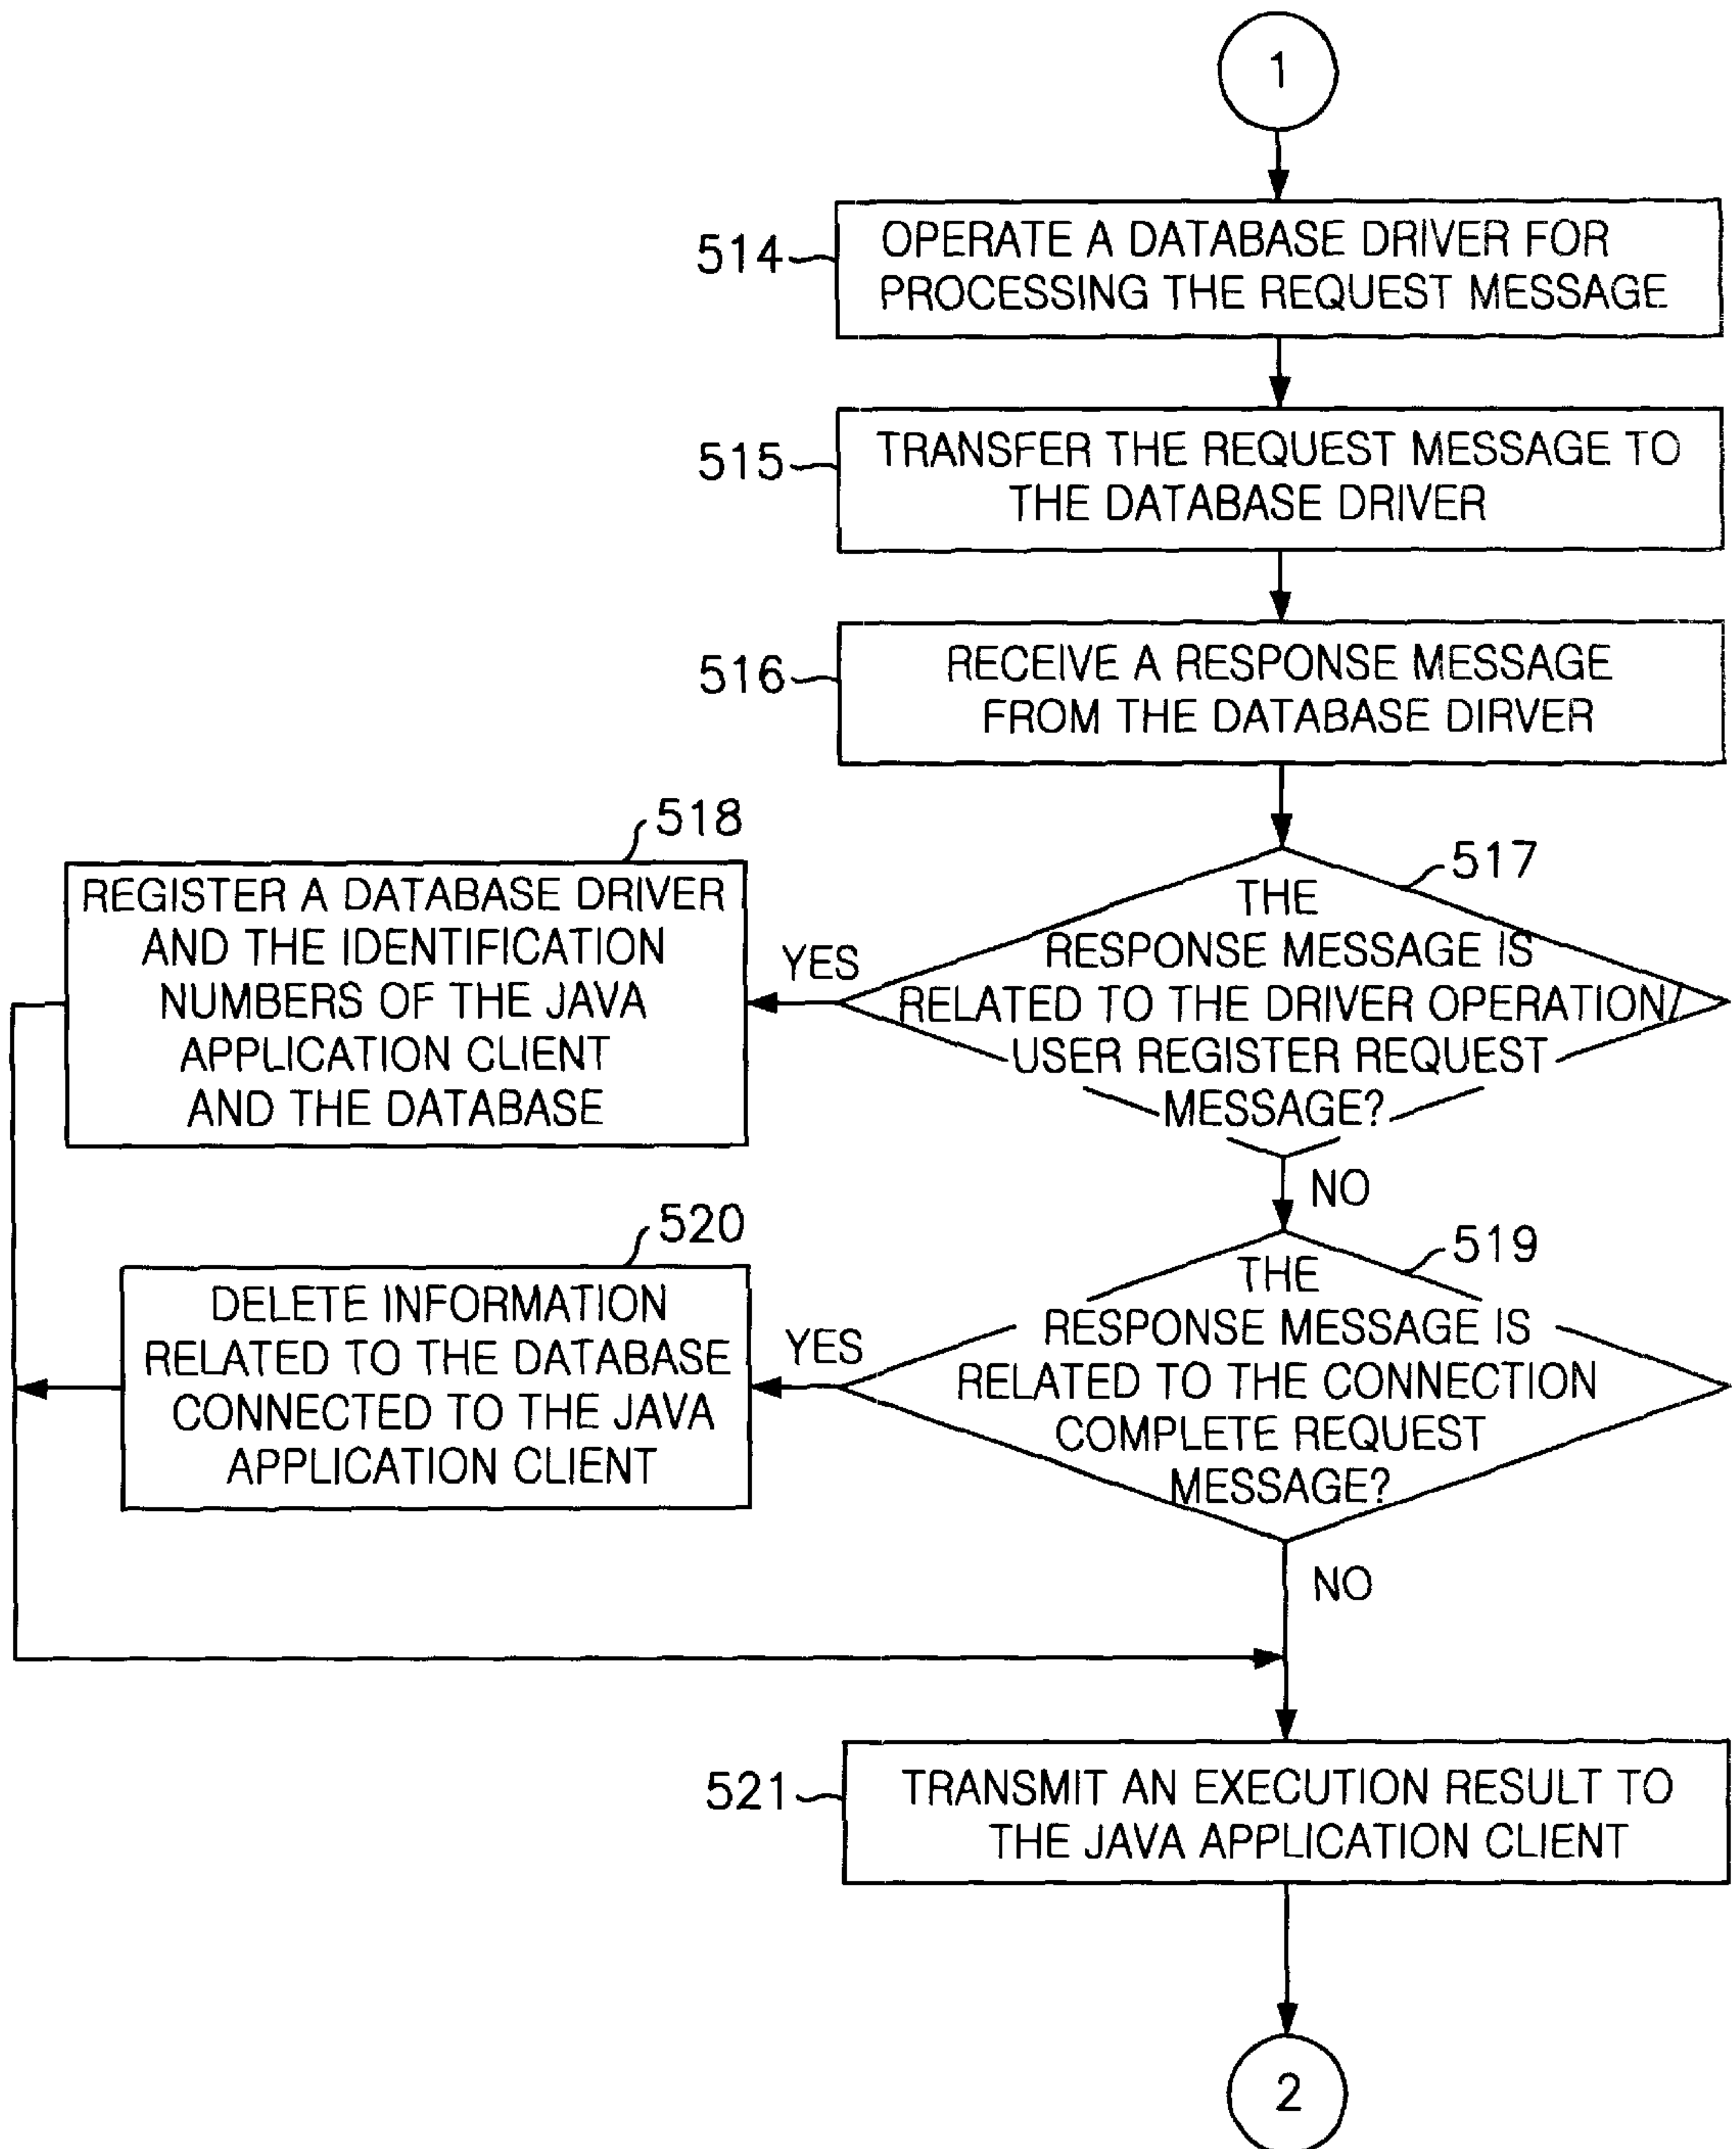 1
514
OPERATE A DATABASE DRIVER FOR
PROCESSING THE REQUEST MESSAGE
515
TRANSFER THE REQUEST MESSAGE TO
THE DATABASE DRIVER
516
RECEIVE A RESPONSE MESSAGE
FROM THE DATABASE DIRVER
517
THE
RESPONSE MESSAGE IS
RELATED TO THE DRIVER OPERATION/
USER REGISTER REQUEST
MESSAGE?
YES
518
REGISTER A DATABASE DRIVER
AND THE IDENTIFICATION
NUMBERS OF THE JAVA
APPLICATION CLIENT
AND THE DATABASE
NO
519
THE
RESPONSE MESSAGE IS
RELATED TO THE CONNECTION
COMPLETE REQUEST
MESSAGE?
YES
520
DELETE INFORMATION
RELATED TO THE DATABASE
CONNECTED TO THE JAVA
APPLICATION CLIENT
NO
521
TRANSMIT AN EXECUTION RESULT TO
THE JAVA APPLICATION CLIENT
2